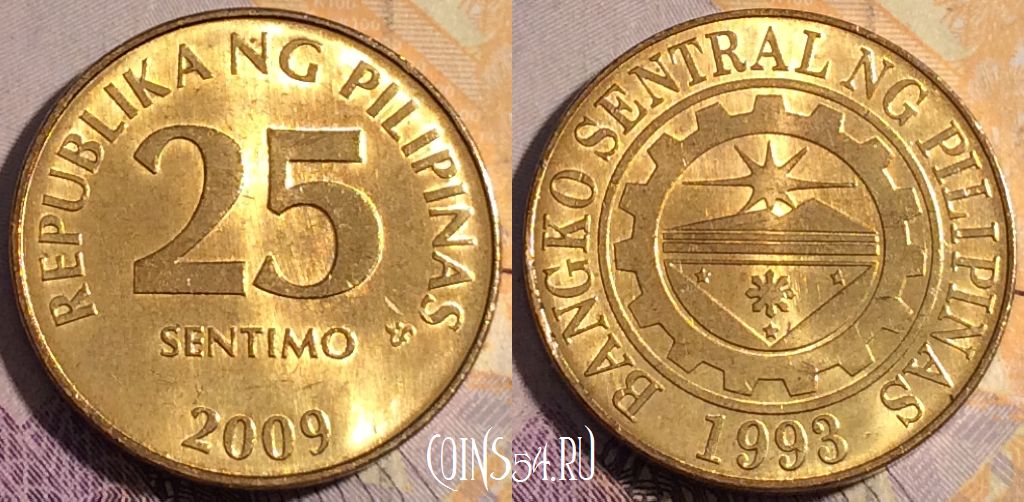 REPUBLIKA NG PILIPINAS
25
SENTIMO
2009
BANGKO SENTRAL NG PILIPINAS
1993
COINS54.RU